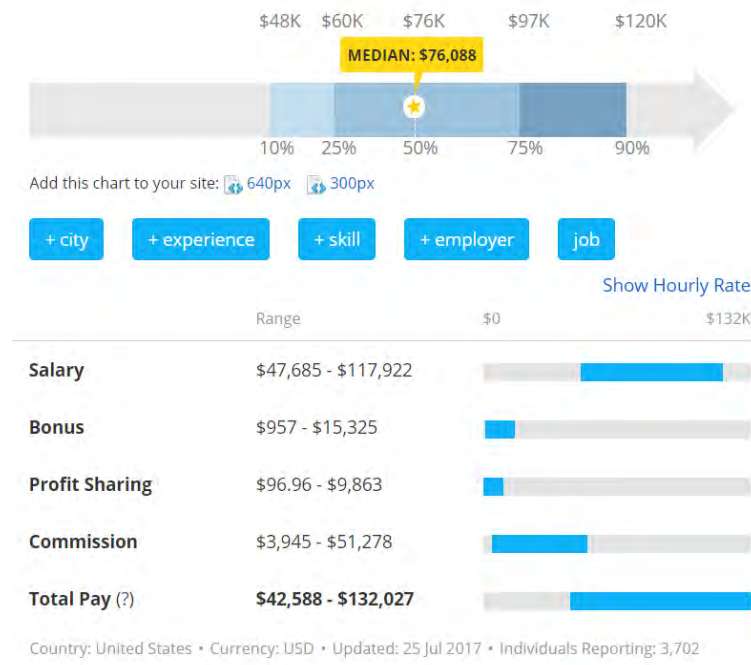 $48K $60K $76K $97K $120K
MEDIAN: $76,088
10% 25% 50% 75% 90%
Add this chart to your site: 640px 300px
+ city + experience + skill + employer job
Show Hourly Rate
Range $0 $132K
Salary $47,685 - $117,922
Bonus $957 - $15,325
Profit Sharing $96.96 - $9,863
Commission $3,945 - $51,278
Total Pay (?) $42,588 - $132,027
Country: United States • Currency: USD • Updated: 25 Jul 2017 • Individuals Reporting: 3,702